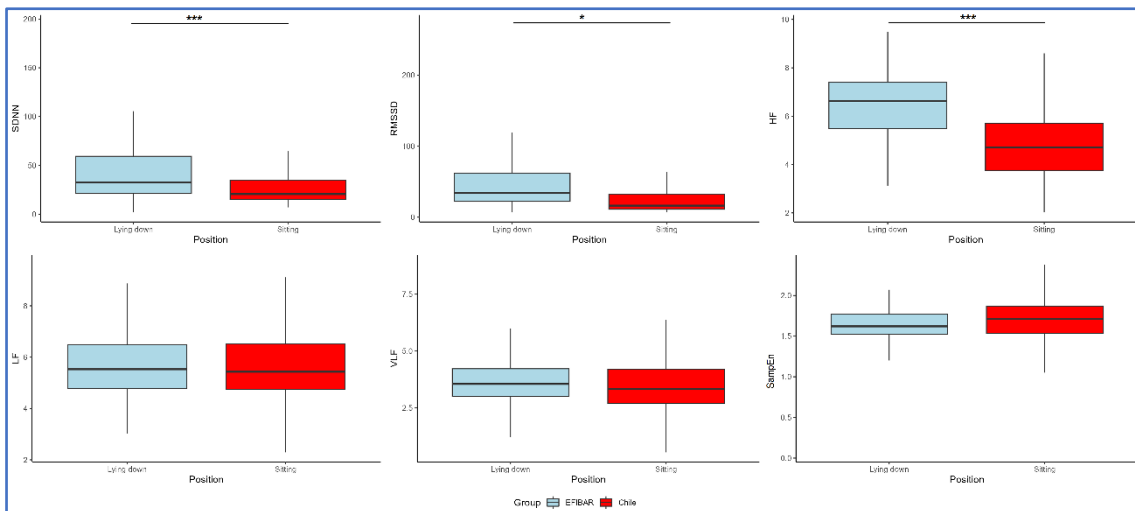 ***
*
***
200
150
100
50
0
SDNN
Lying down
Sitting
Position
200
100
0
RMSSD
Lying down
Sitting
Position
10
8
6
4
2
HF
Lying down
Sitting
Position
8
6
4
2
LF
Lying down
Sitting
Position
7.5
5.0
2.5
VLF
Lying down
Sitting
Position
2.0
1.5
1.0
0.5
0.0
SampEn
Lying down
Sitting
Position
Group EFIBAR Chile